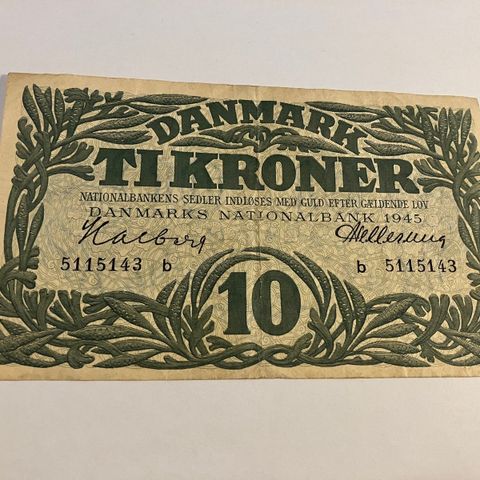 DANMARK
TI KRONER
NATIONALBANKENS SEDLER INDLØSES MED GULD EFTER GÆLDENDE LOV
DANMARKS NATIONALBANK 1945
5115143 b b 5115143
10